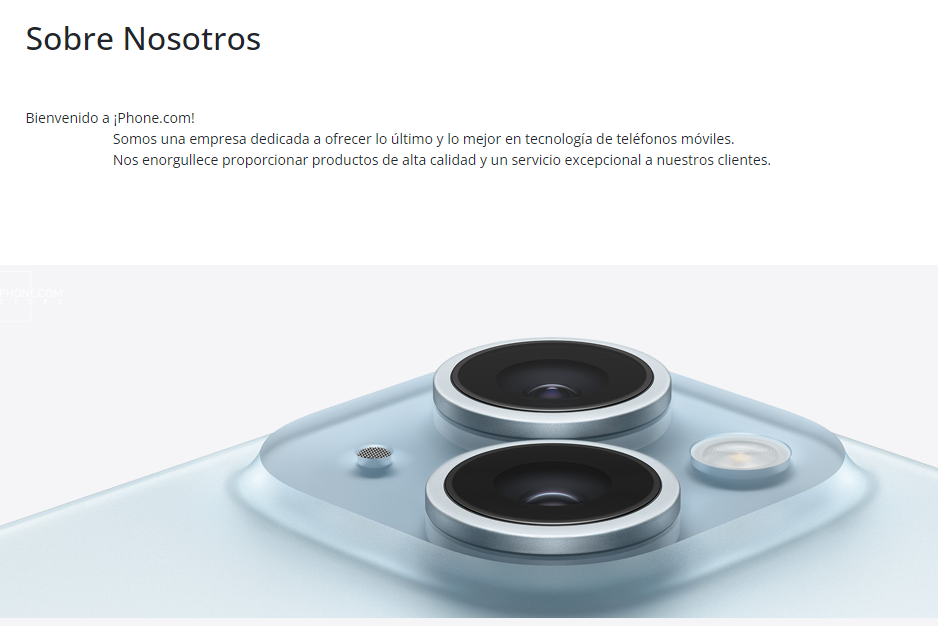 Sobre Nosotros
Bienvenido a ¡Phone.com!
Somos una empresa dedicada a ofrecer lo último y lo mejor en tecnología de teléfonos móviles.
Nos enorgullece proporcionar productos de alta calidad y un servicio excepcional a nuestros clientes.
PHONE.COM